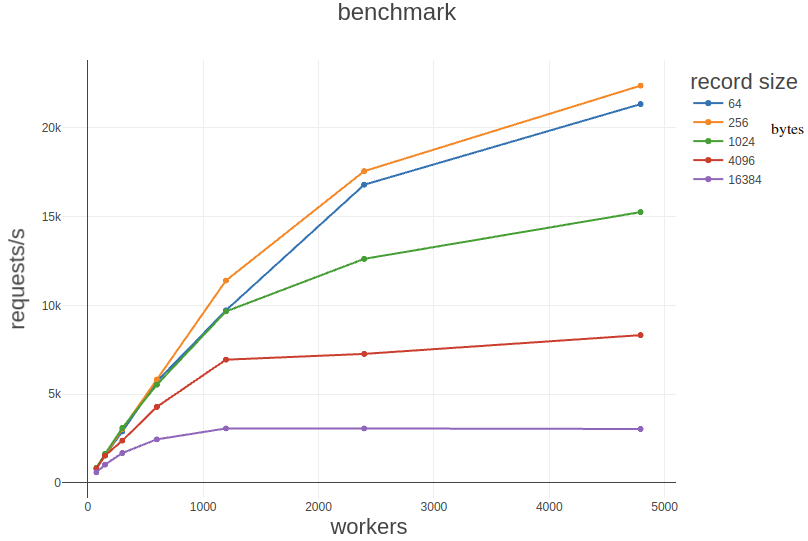 benchmark
record size
64
256
bytes
1024
4096
16384
requests/s
20k
15k
10k
5k
0
0 1000 2000 3000 4000 5000
workers